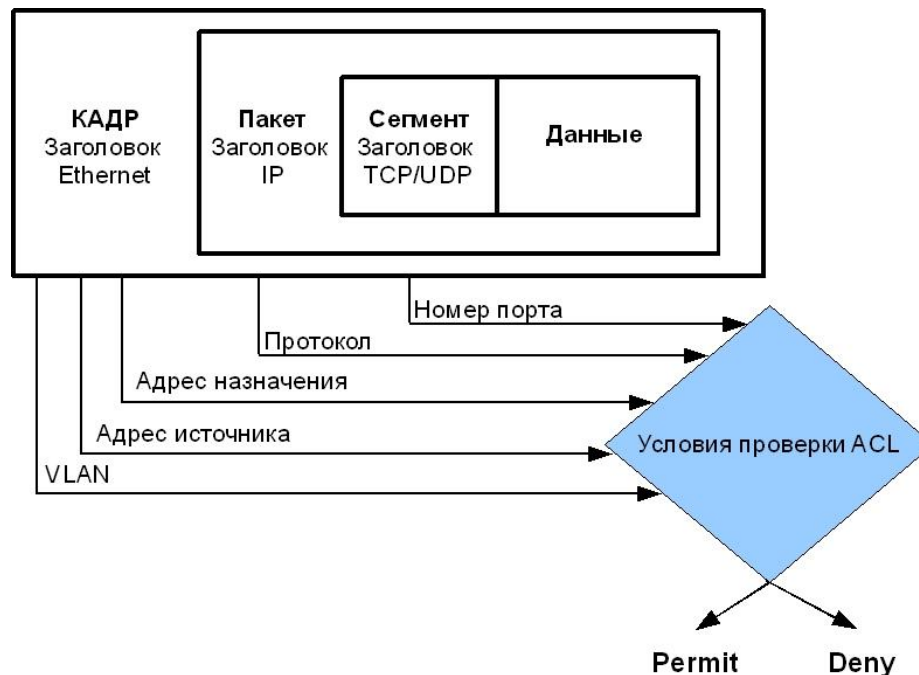 КАДР
Заголовок
Ethernet
Пакет
Заголовок
IP
Сегмент
Заголовок
TCP/UDP
Данные
Номер порта
Протокол
Адрес назначения
Адрес источника
VLAN
Условия проверки ACL
Permit
Deny